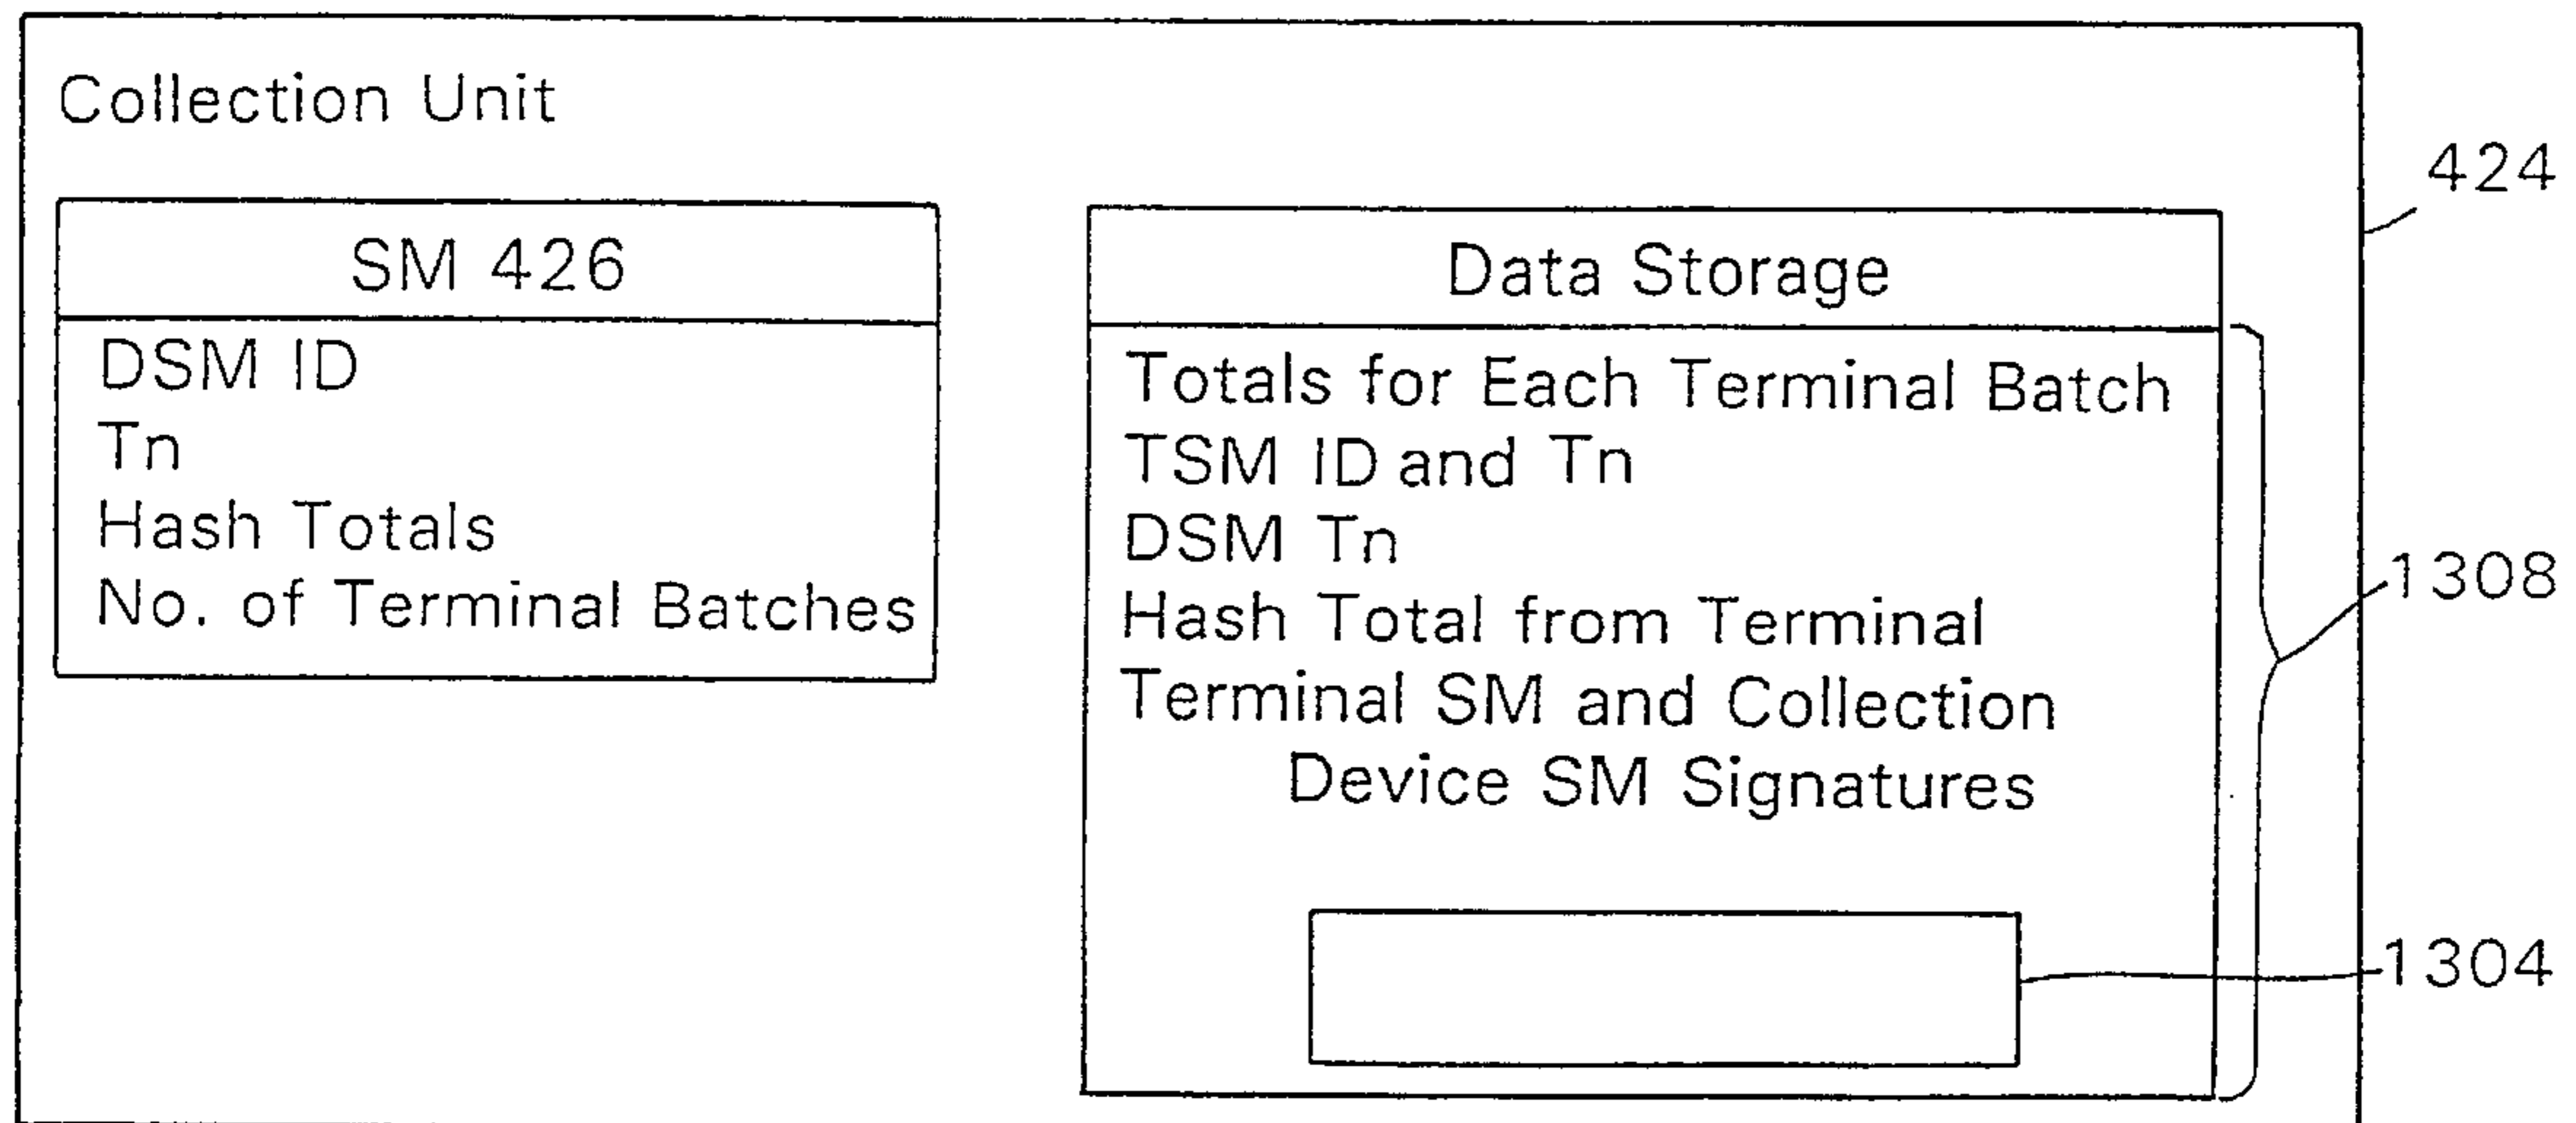 Collection Unit
424
SM 426
DSM ID
Tn
Hash Totals
No. of Terminal Batches
Data Storage
Totals for Each Terminal Batch
TSM ID and Tn
DSM Tn
Hash Total from Terminal
Terminal SM and Collection
Device SM Signatures
1308
1304